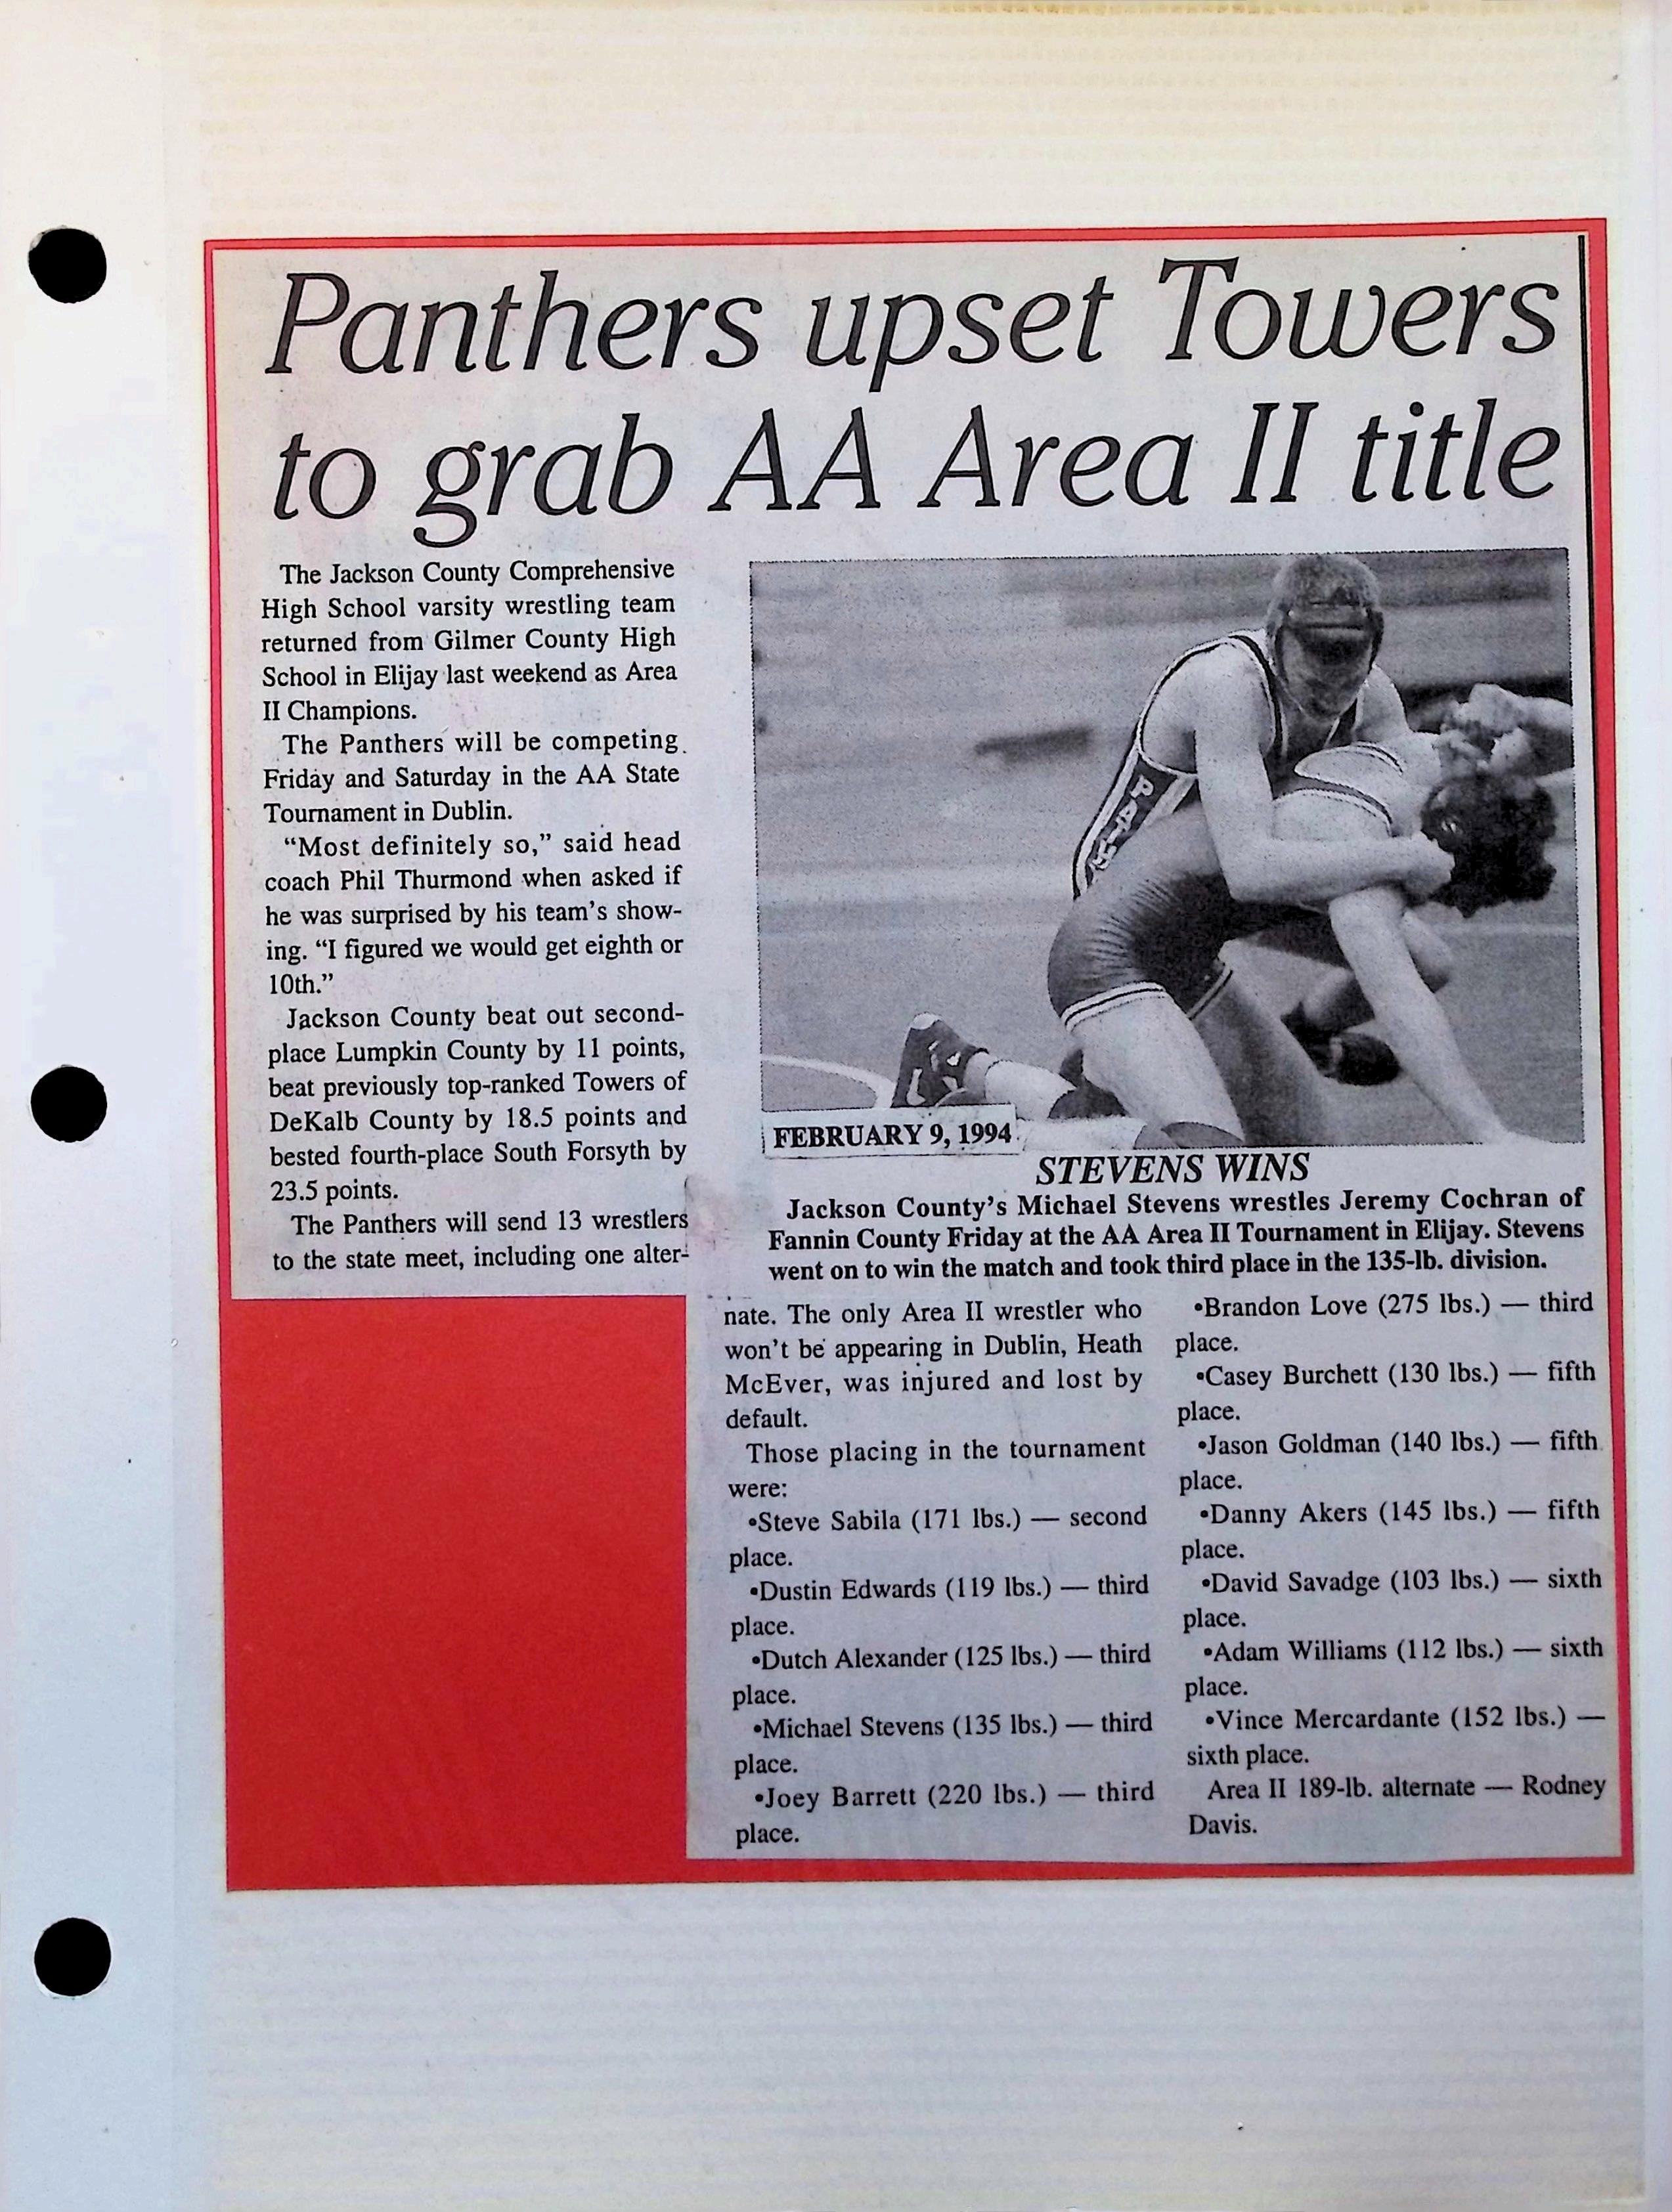 Panthers upset Towers
to grab AA Area II title
The Jackson County Comprehensive
High School varsity wrestling team
returned from Gilmer County High
School in Elijay last weekend as Area
II Champions.
The Panthers will be competing
Friday and Saturday in the AA State
Tournament in Dublin.
“Most definitely so,” said head
coach Phil Thurmond when asked if
he was surprised by his team’s show-
ing. “I figured we would get eighth or
10th.”
Jackson County beat out second-
place Lumpkin County by 11 points,
beat previously top-ranked Towers of
DeKalb County by 18.5 points and
bested fourth-place South Forsyth by
23.5 points.
The Panthers will send 13 wrestlers
to the state meet, including one alter-
FEBRUARY 9, 1994
STEVENS WINS
Jackson County’s Michael Stevens wrestles Jeremy Cochran of
Fannin County Friday at the AA Area II Tournament in Elijay. Stevens
went on to win the match and took third place in the 135-lb. division.
nate. The only Area II wrestler who
won’t be appearing in Dublin, Heath
McEver, was injured and lost by
default.
Those placing in the tournament
were:
•Steve Sabila (171 lbs.) — second
place.
•Dustin Edwards (119 lbs.) — third
place.
•Dutch Alexander (125 lbs.) — third
place.
•Michael Stevens (135 lbs.) — third
place.
•Joey Barrett (220 lbs.) — third
place.
•Brandon Love (275 lbs.) — third
place.
•Casey Burchett (130 lbs.) — fifth
place.
•Jason Goldman (140 lbs.) — fifth
place.
•Danny Akers (145 lbs.) — fifth
place.
•David Savadge (103 lbs.) — sixth
place.
•Adam Williams (112 lbs.) — sixth
place.
•Vince Mercardante (152 lbs.) —
sixth place.
Area II 189-lb. alternate — Rodney
Davis.